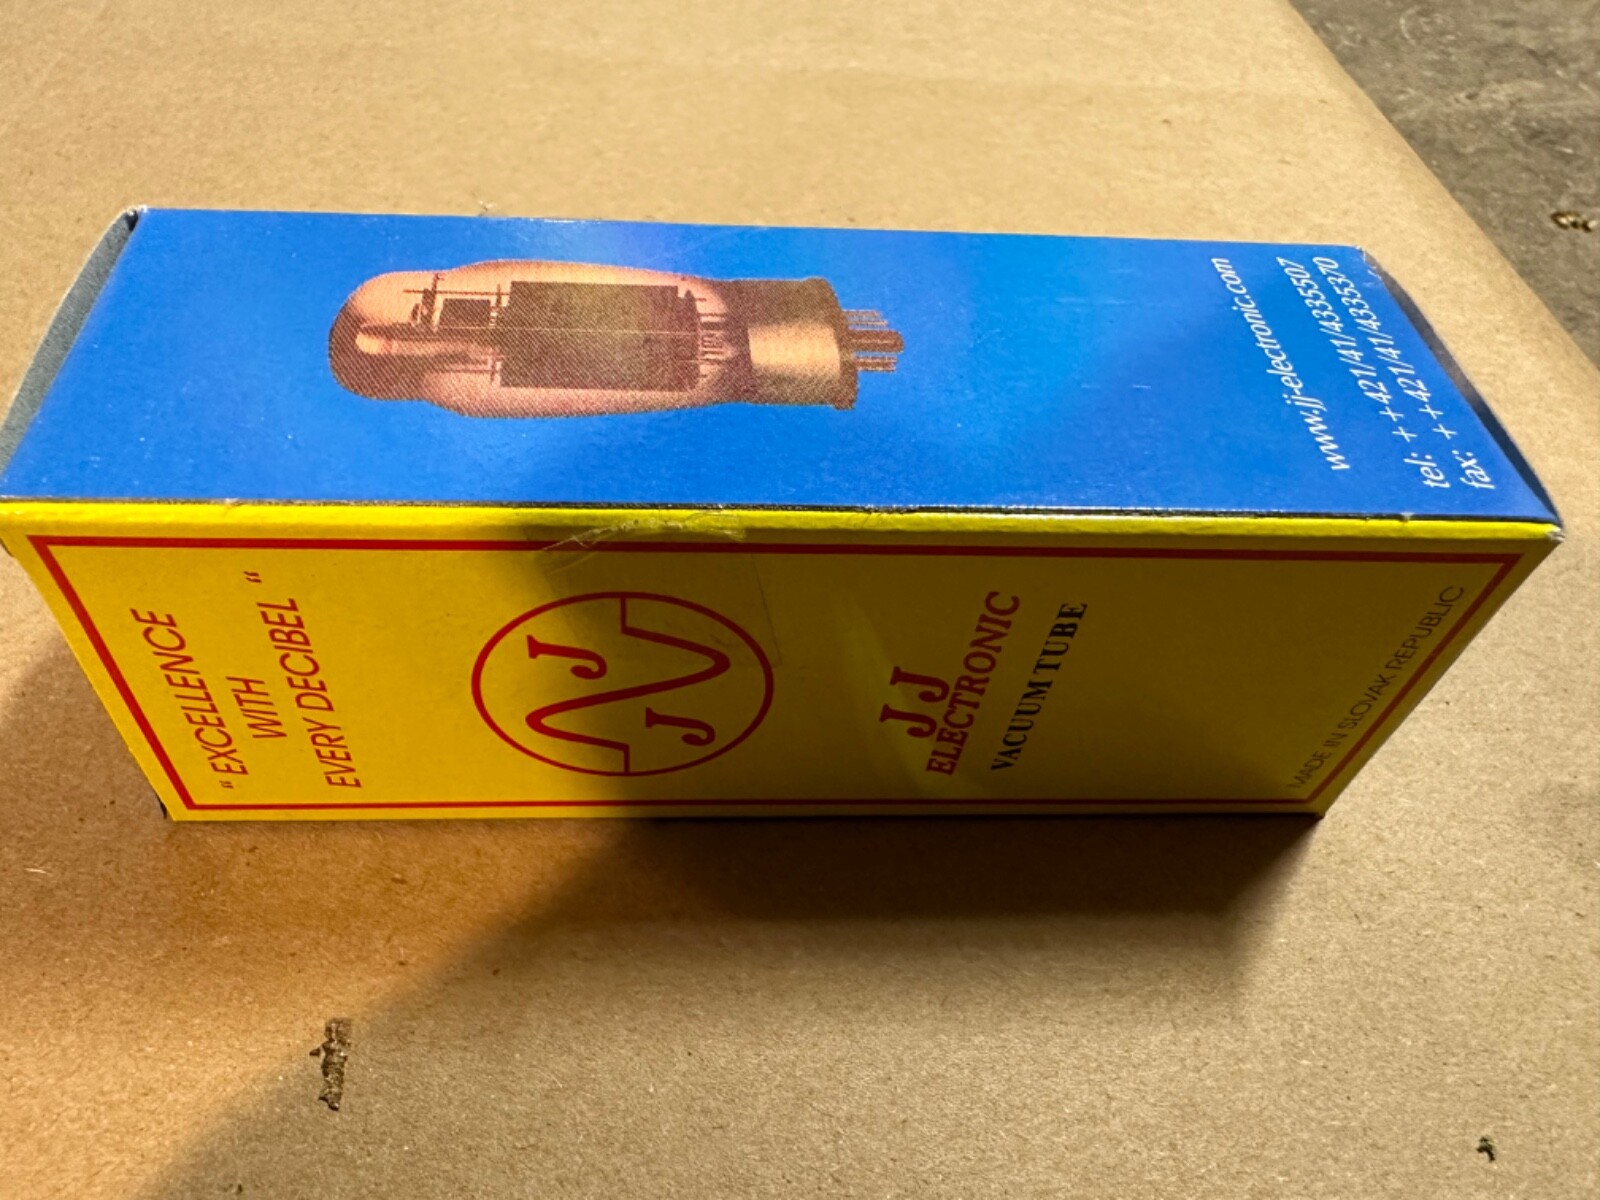 www.jj-electronic.com
tel: + +421/41/4335507
fax: + +421/41/4335370
“ EXCELLENCE
WITH
EVERY DECIBEL “
J
J
JJ
ELECTRONIC
VACUUM TUBE
MADE IN SLOVAK REPUBLIC